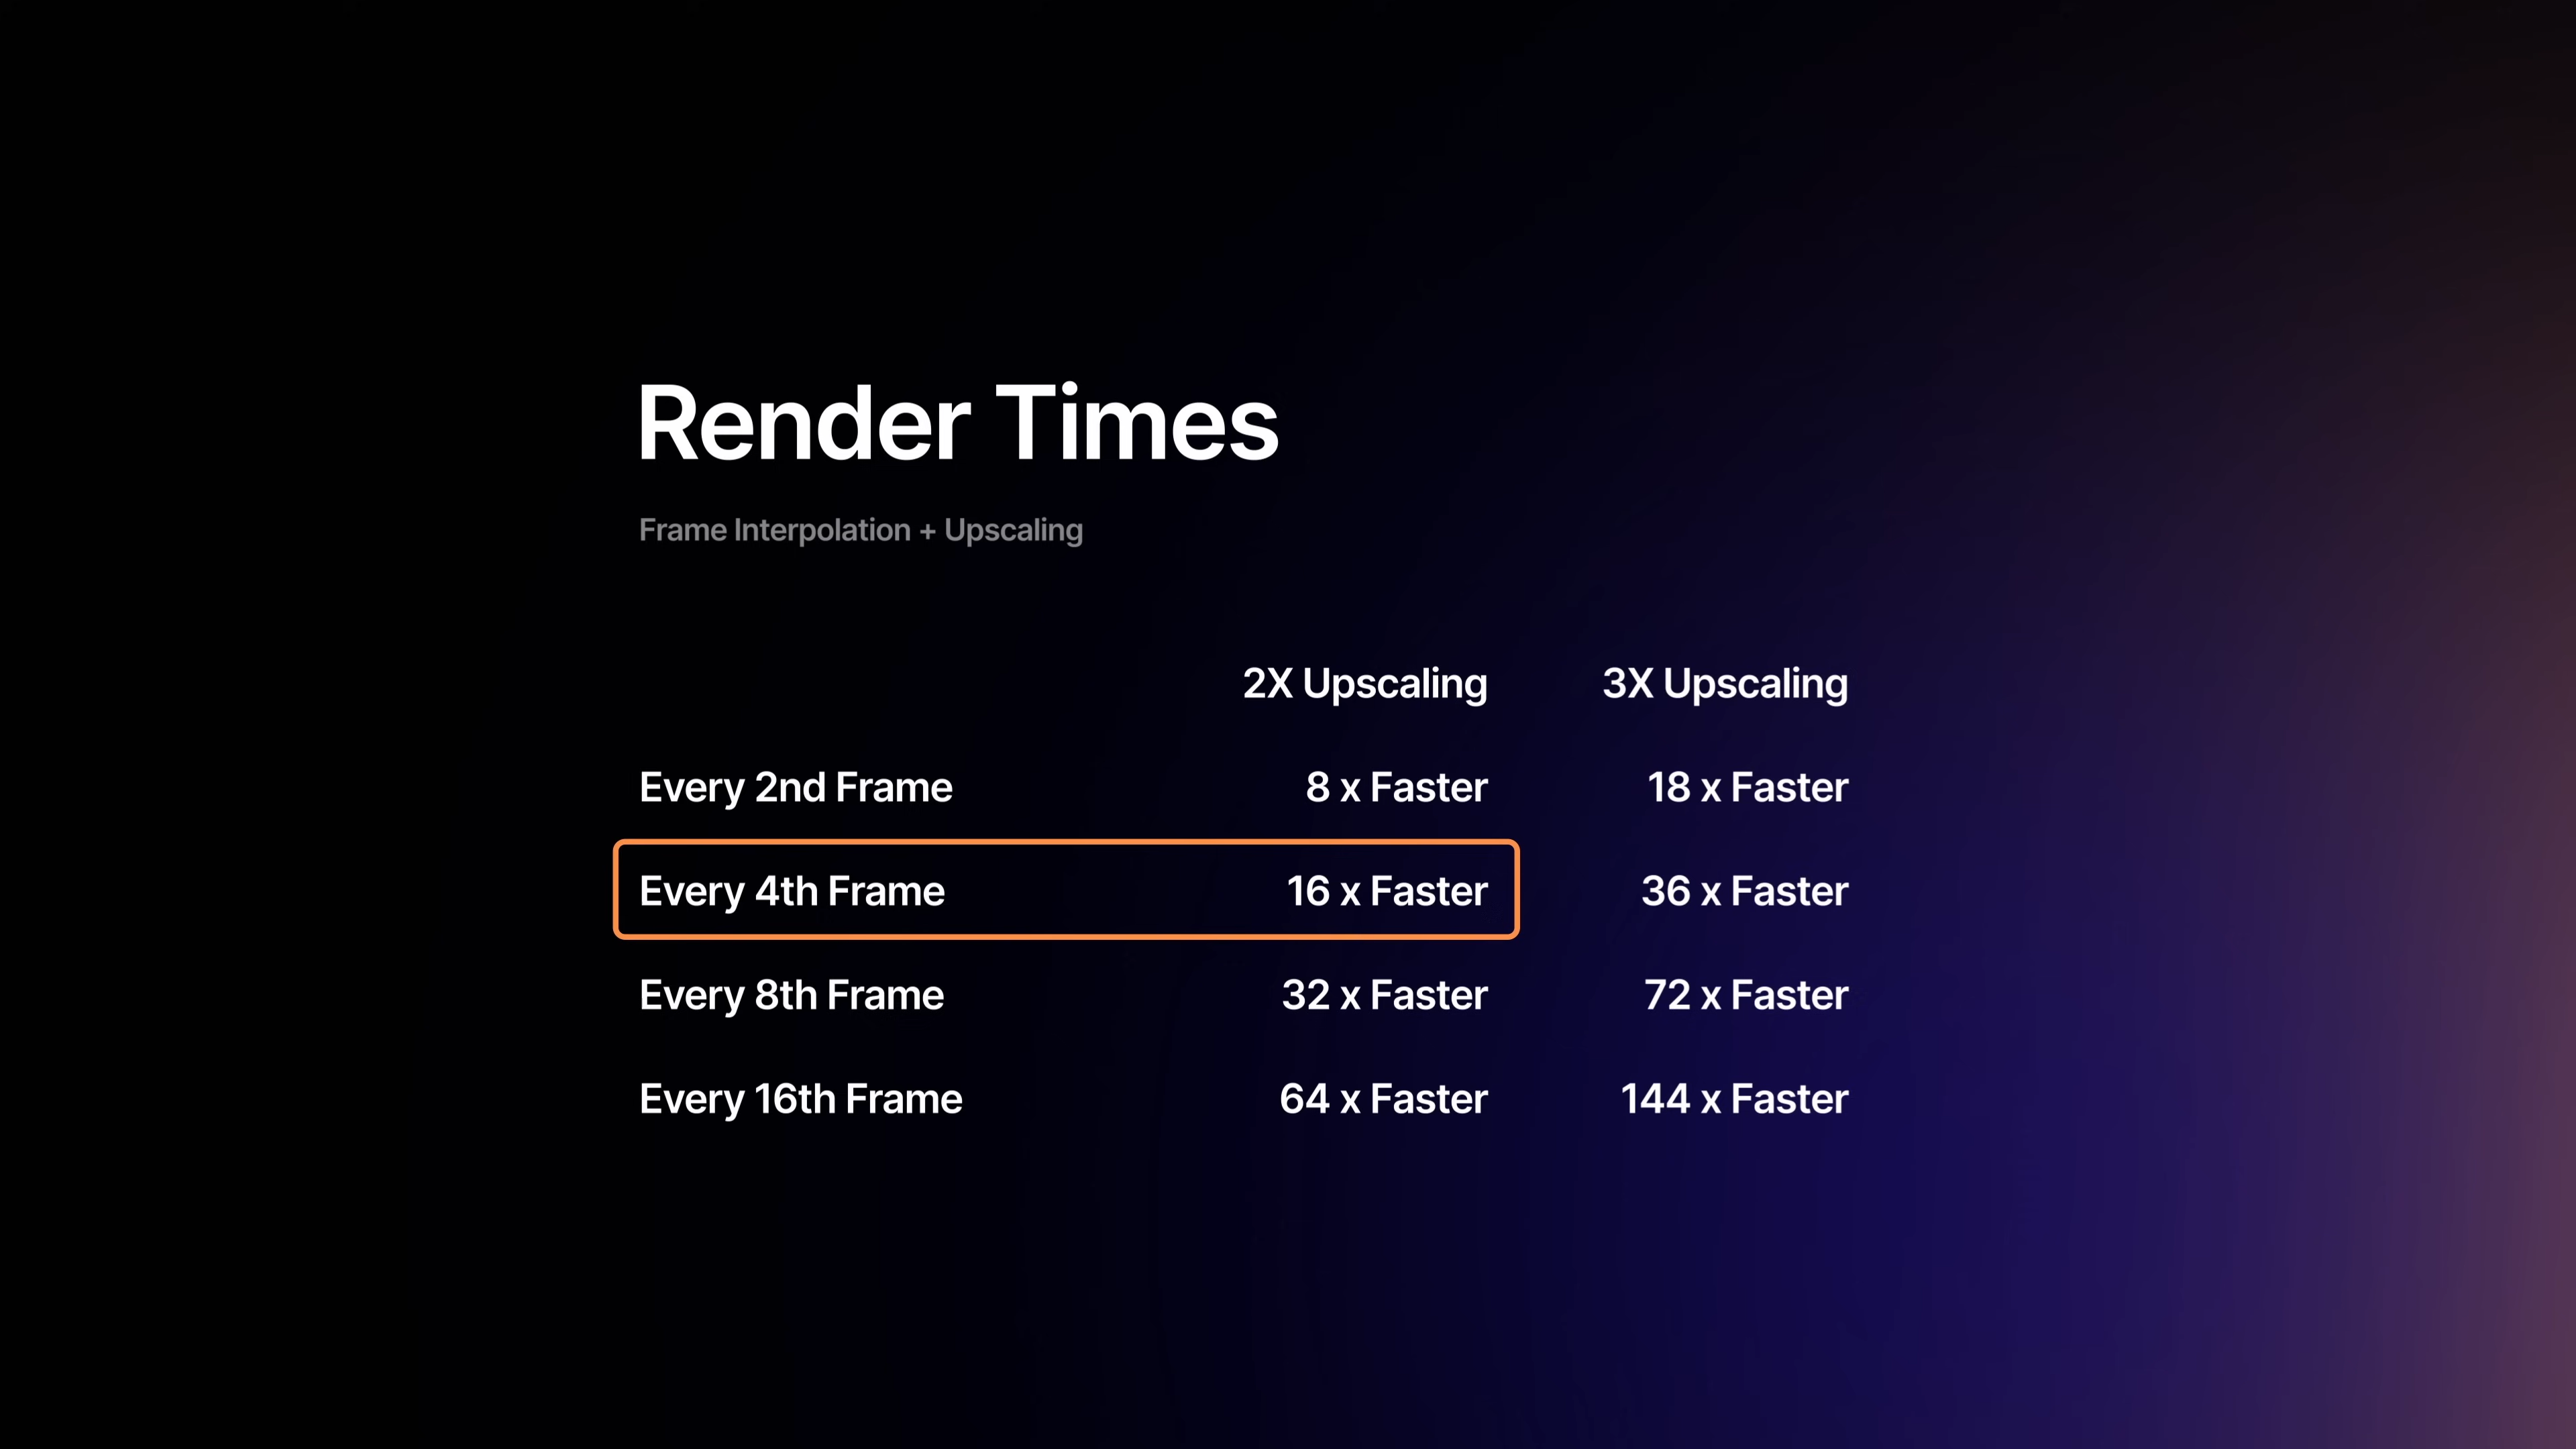 Render Times
Frame Interpolation + Upscaling
2X Upscaling 3X Upscaling
Every 2nd Frame 8 x Faster 18 x Faster
Every 4th Frame 16 x Faster 36 x Faster
Every 8th Frame 32 x Faster 72 x Faster
Every 16th Frame 64 x Faster 144 x Faster